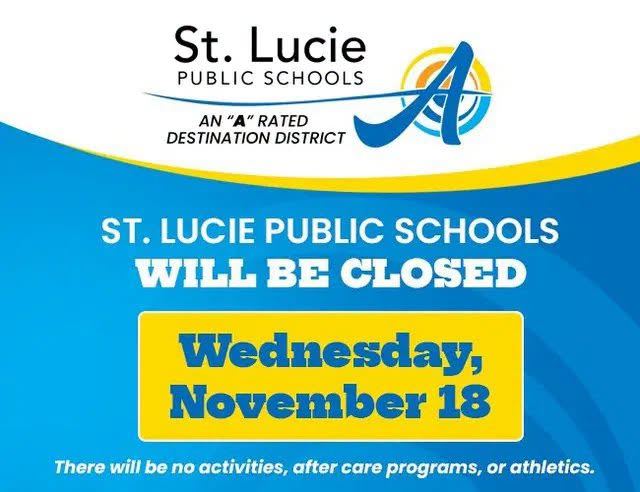 St. Lucie
PUBLIC SCHOOLS
AN "A" RATED
DESTINATION DISTRICT
A
ST. LUCIE PUBLIC SCHOOLS
WILL BE CLOSED
Wednesday,
November 18
There will be no activities, after care programs, or athletics.